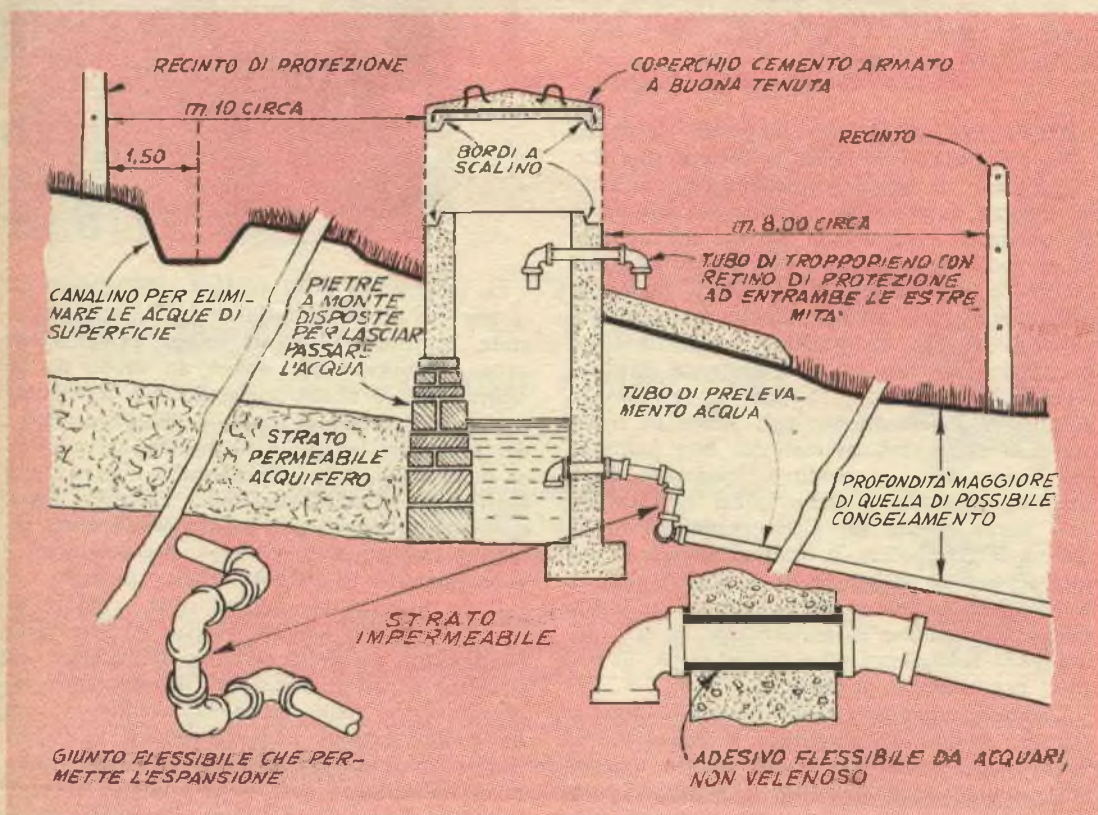 RECINTO DI PROTEZIONE
m. 10 CIRCA
1,50
COPERCHIO CEMENTO ARMATO
A BUONA TENUTA
BORDI A
SCALINO
RECINTO
m. 8.00 CIRCA
CANALINO PER ELIMI-
NARE LE ACQUE DI
SUPERFICIE
PIETRE
A MONTE
DISPOSTE
PER LASCIAR
PASSARE
L'ACQUA
TUBO DI TROPPOPIENO CON
RETINO DI PROTEZIONE
AD ENTRAMBE LE ESTRE
MITA'
STRATO
PERMEABILE
ACQUIFERO
TUBO DI PRELEVA-
MENTO ACQUA
PROFONDITA' MAGGIORE
DI QUELLA DI POSSIBILE
CONGELAMENTO
STRATO
IMPERMEABILE
GIUNTO FLESSIBILE CHE PER-
METTE L'ESPANSIONE
ADESIVO FLESSIBILE DA ACQUARI,
NON VELENOSO